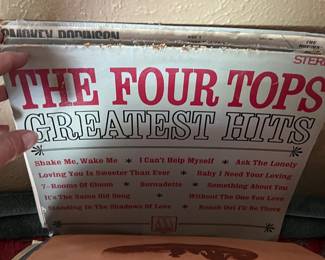 SMOKEY ROBINSON
STEREO
THE FOUR TOPS
GREATEST HITS
Shake Me, Wake Me * I Can't Help Myself * Ask The Lonely
Loving You is Sweeter Than Ever * Baby I Need Your Loving
7-Rooms Of Gloom * Bernadette * Something About You
It's The Same Old Song * Without The One You Love
Standing In The Shadows Of Love * Reach Out I'll Be There